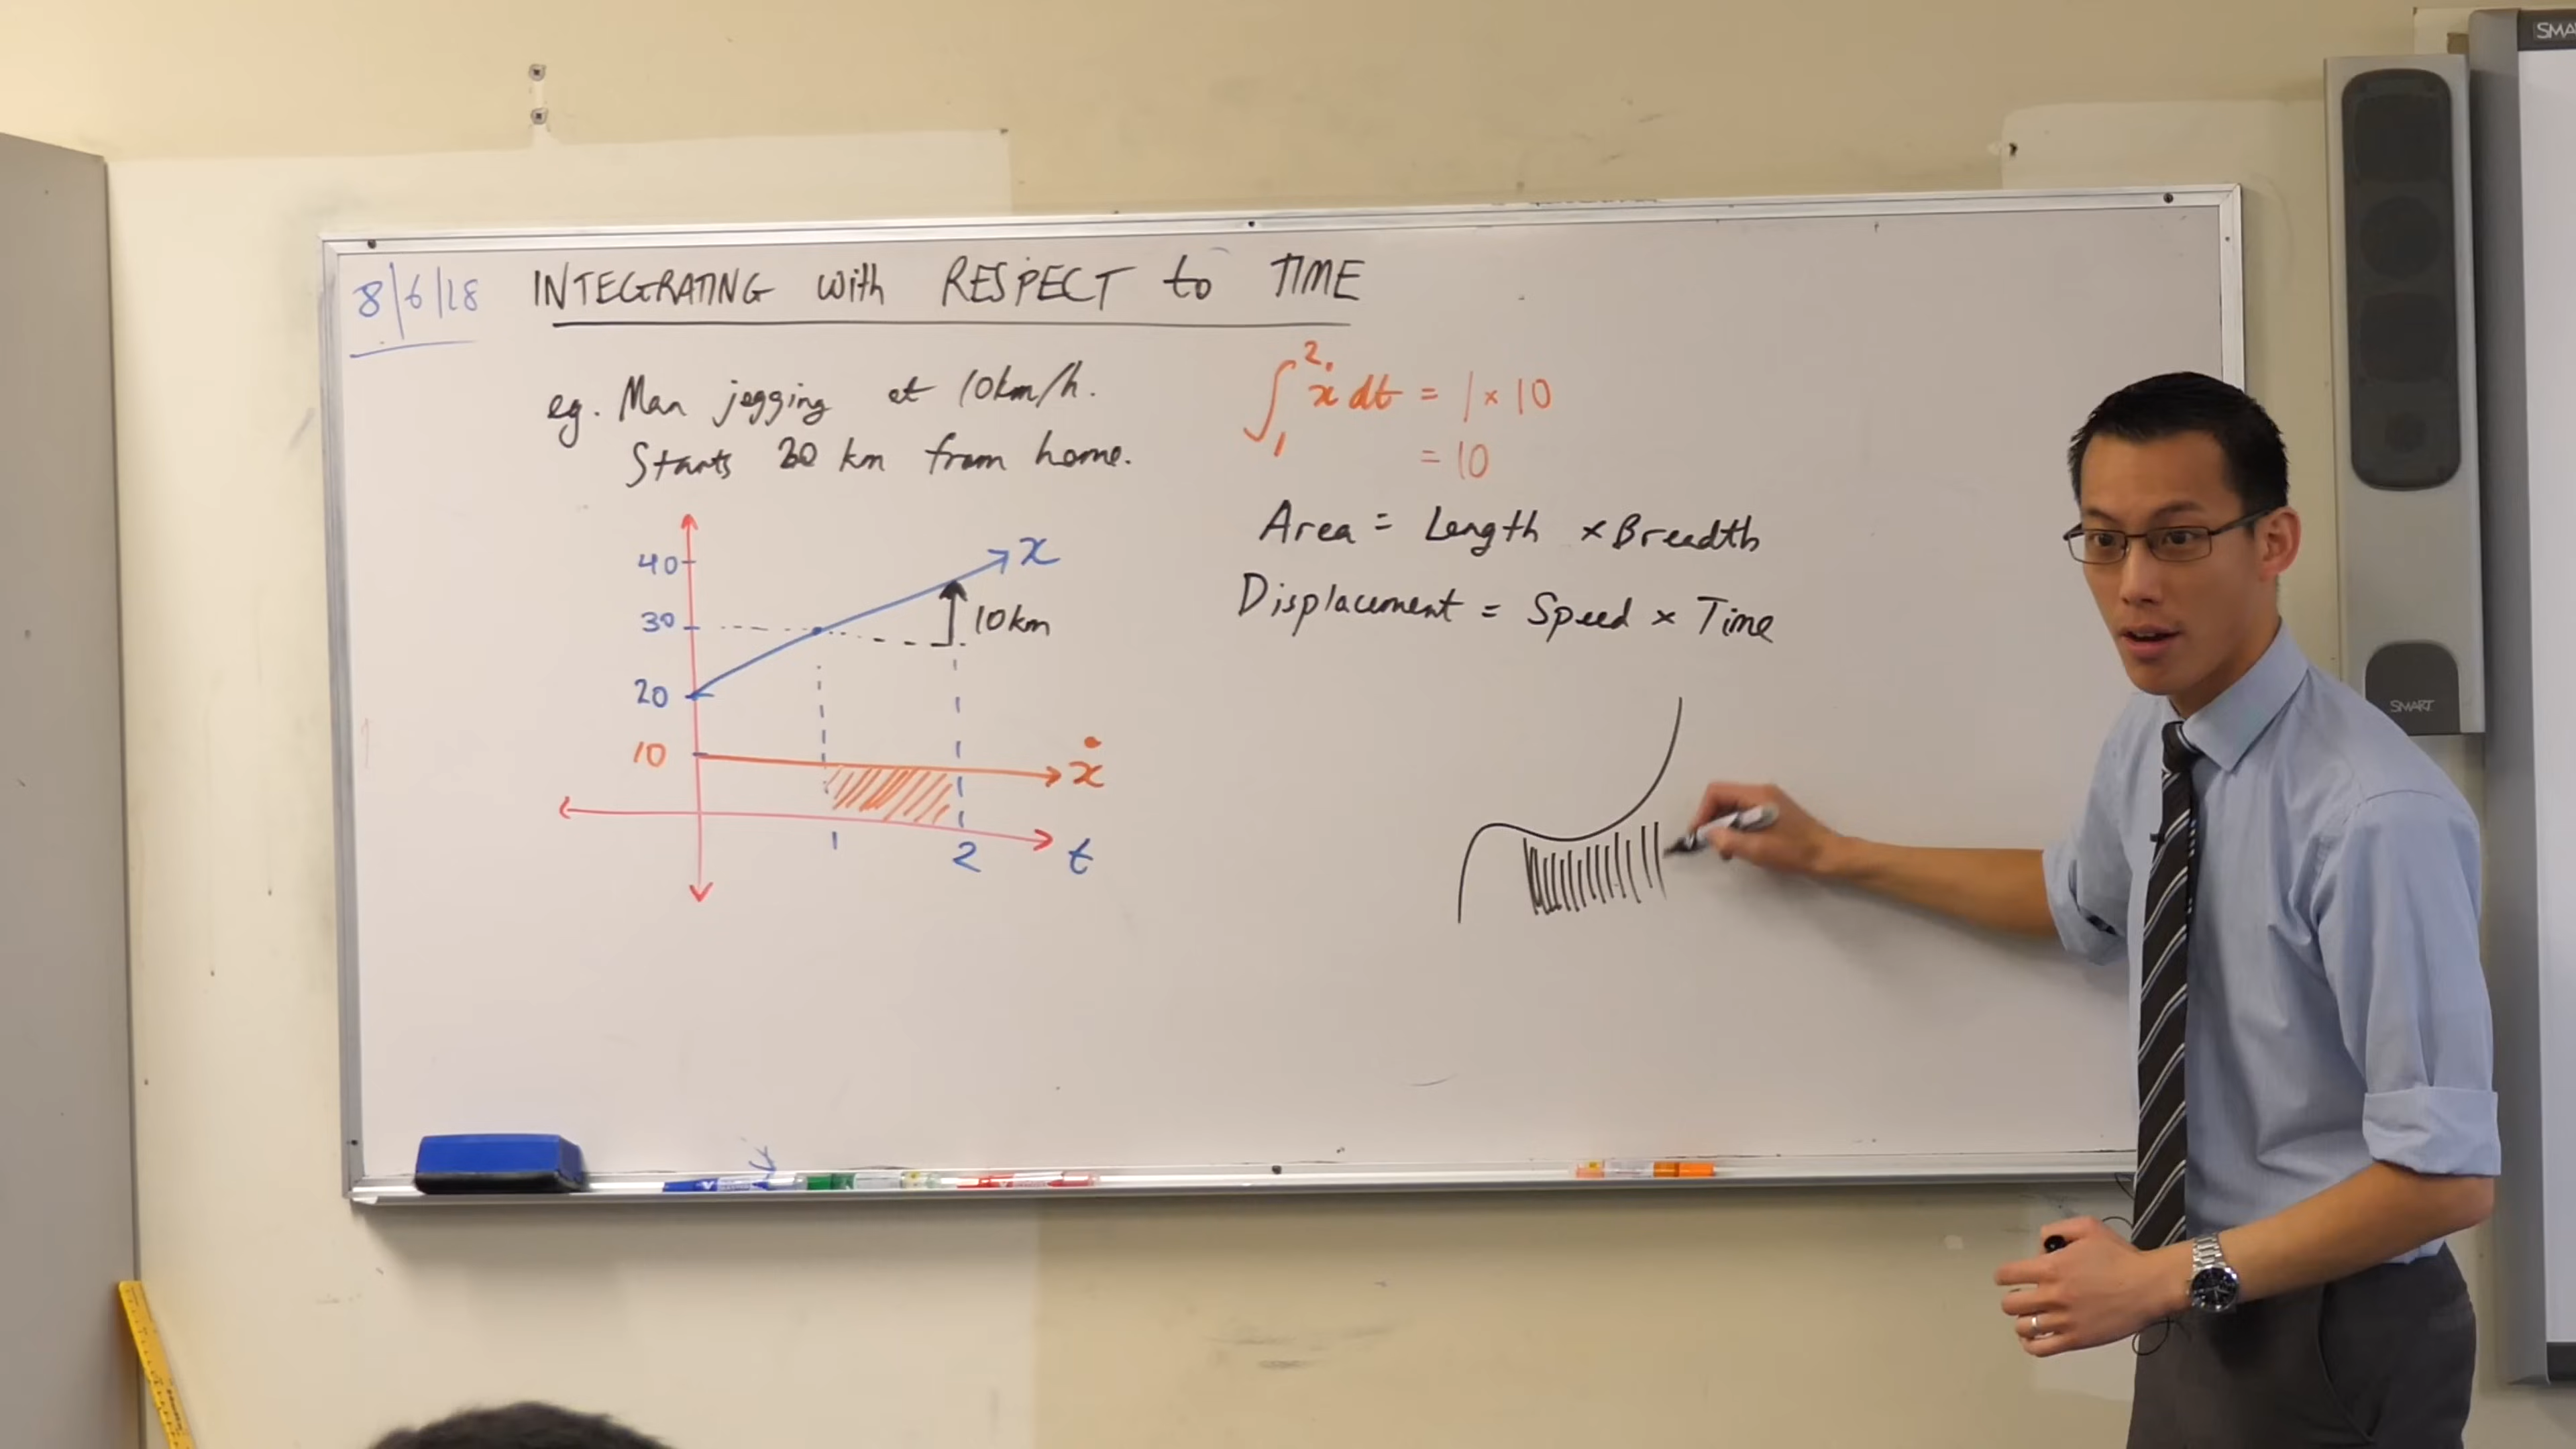 8/6/18
INTEGRATING with RESPECT to TIME
eg. Man jogging at 10km/h.
Starts 20 km from home.
40
30
20
10
x
10km
ẋ
1
2
t
∫₁² ẋ dt = 1 × 10
= 10
Area = Length × Breadth
Displacement = Speed × Time
SMART